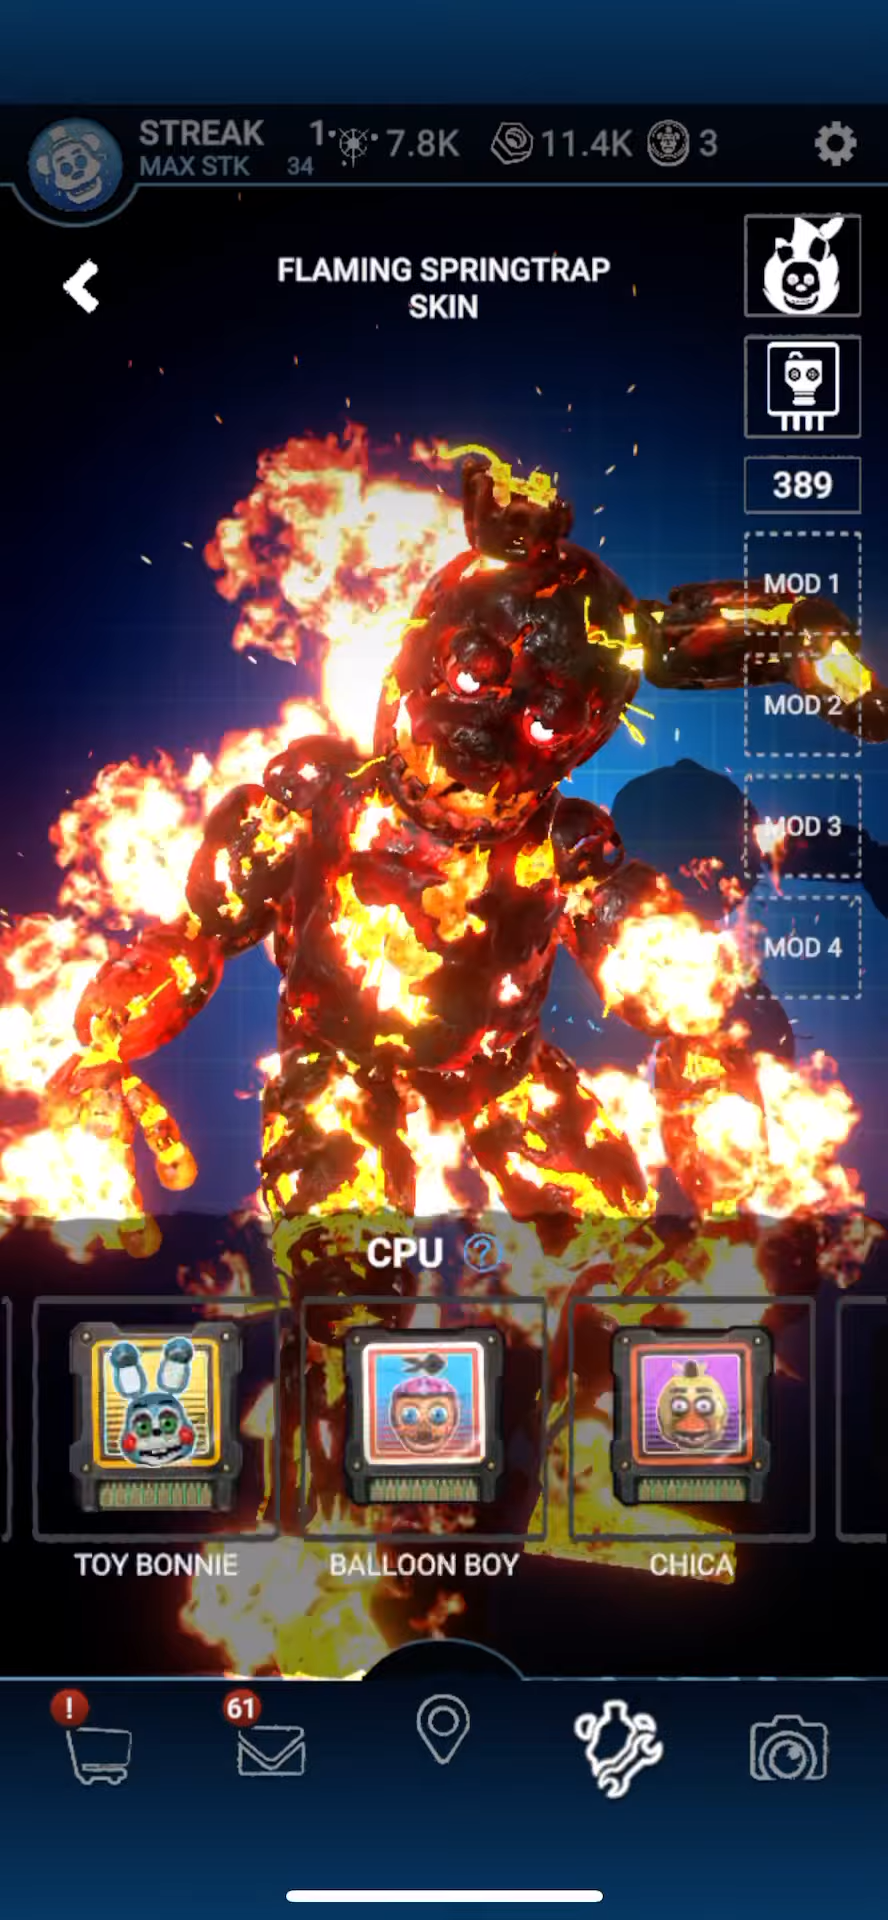 STREAK 1 7.8K 11.4K 3
MAX STK 34
FLAMING SPRINGTRAP
SKIN
389
MOD 1
MOD 2
MOD 3
MOD 4
CPU ?
TOY BONNIE BALLOON BOY CHICA
! 61